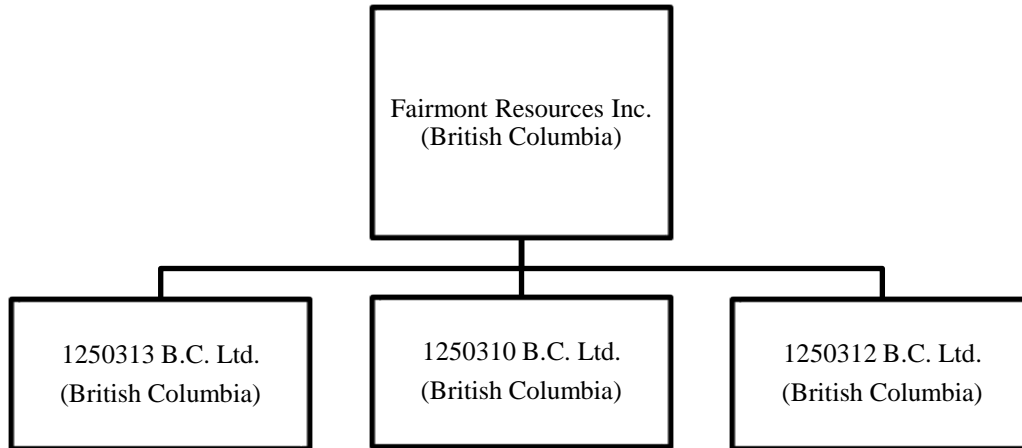 Fairmont Resources Inc.
(British Columbia)
1250313 B.C. Ltd.
(British Columbia)
1250310 B.C. Ltd.
(British Columbia)
1250312 B.C. Ltd.
(British Columbia)